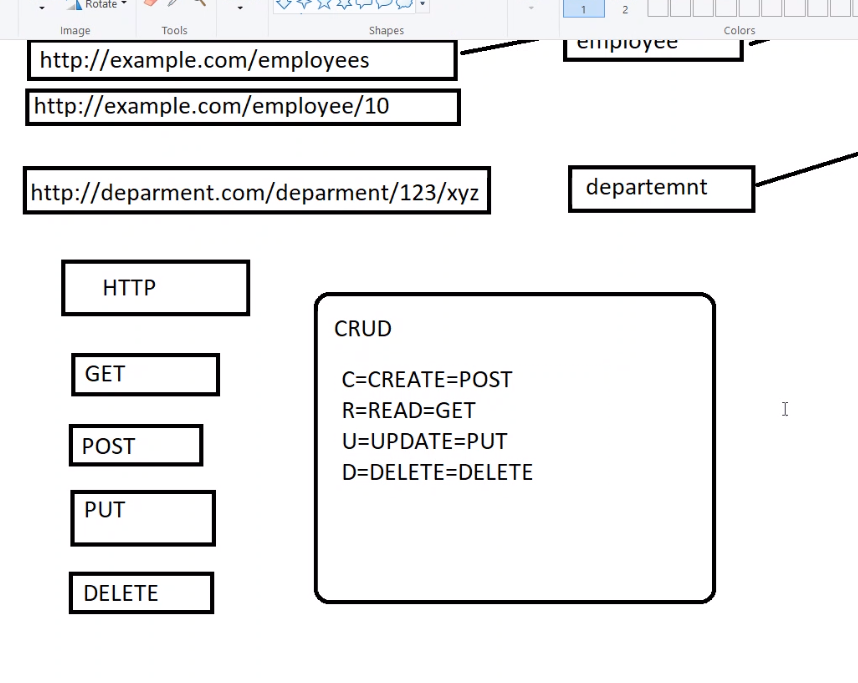 Rotate
Image
Tools
Shapes
1
2
Colors
http://example.com/employees
employee
http://example.com/employee/10
http://deparment.com/deparment/123/xyz
departemnt
HTTP
GET
POST
PUT
DELETE
CRUD
C=CREATE=POST
R=READ=GET
U=UPDATE=PUT
D=DELETE=DELETE